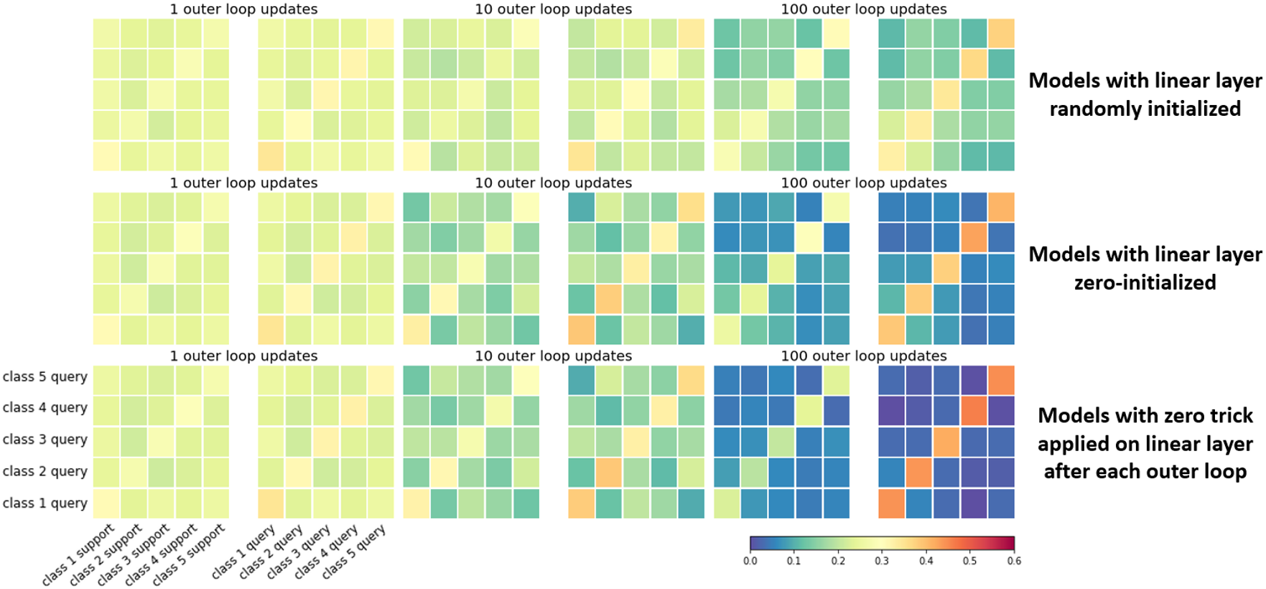 1 outer loop updates
10 outer loop updates
100 outer loop updates
Models with linear layer
randomly initialized
1 outer loop updates
10 outer loop updates
100 outer loop updates
Models with linear layer
zero-initialized
1 outer loop updates
10 outer loop updates
100 outer loop updates
class 5 query
class 4 query
class 3 query
class 2 query
class 1 query
Models with zero trick
applied on linear layer
after each outer loop
class 1 support
class 2 support
class 3 support
class 4 support
class 5 support
class 1 query
class 2 query
class 3 query
class 4 query
class 5 query
0.0 0.1 0.2 0.3 0.4 0.5 0.6